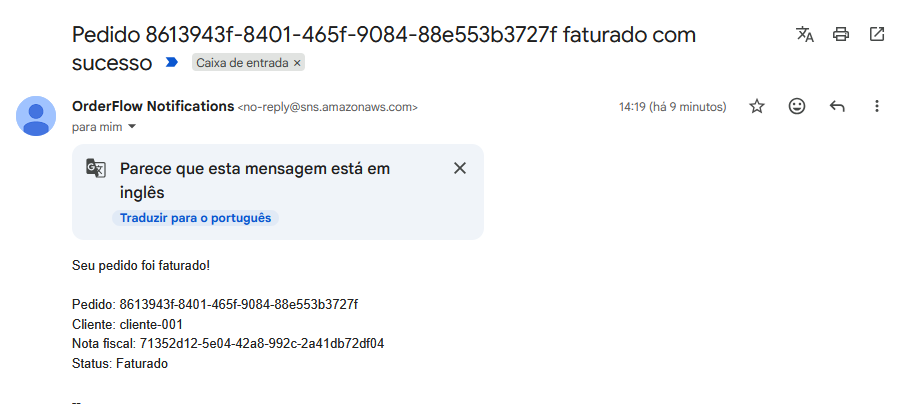 Pedido 8613943f-8401-465f-9084-88e553b3727f faturado com
sucesso Caixa de entrada ×
OrderFlow Notifications <no-reply@sns.amazonaws.com> 14:19 (há 9 minutos)
para mim
Parece que esta mensagem está em
inglês
Traduzir para o português
Seu pedido foi faturado!
Pedido: 8613943f-8401-465f-9084-88e553b3727f
Cliente: cliente-001
Nota fiscal: 71352d12-5e04-42a8-992c-2a41db72df04
Status: Faturado
--